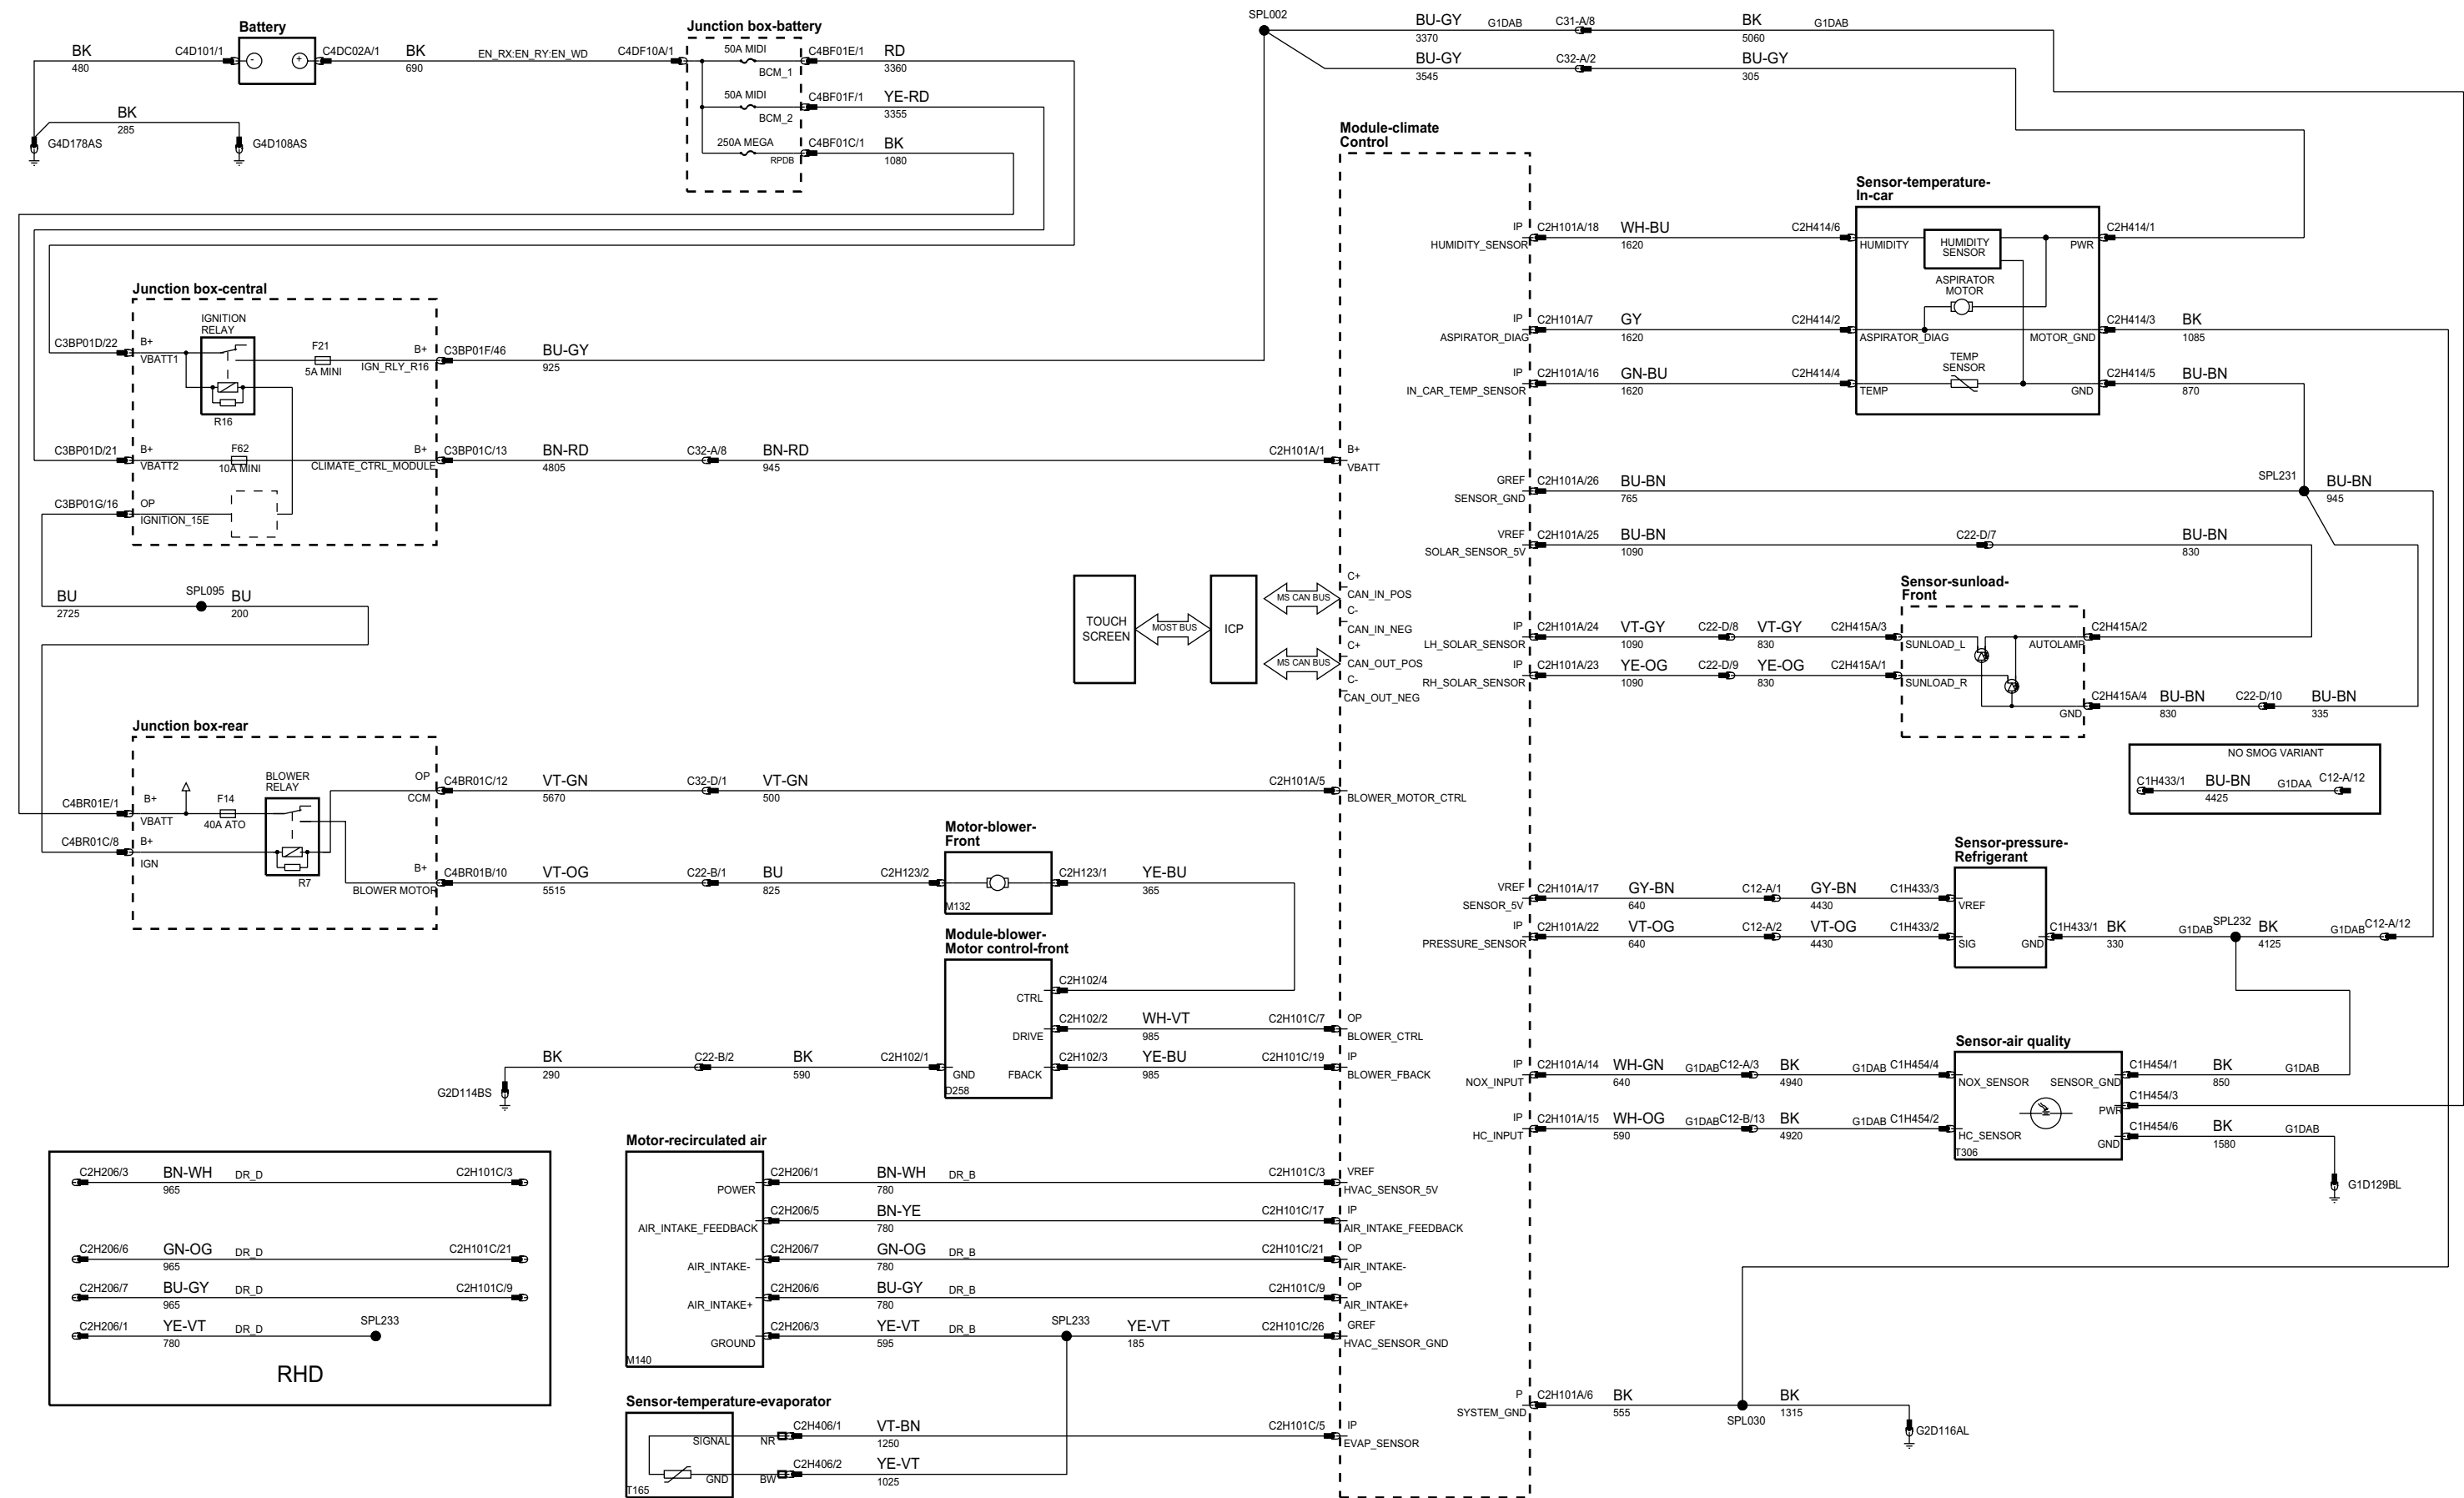 SPL002
BU-GY G1DAB C31-A/8 BK G1DAB
3370 5060
BU-GY C32-A/2 BU-GY
3545 305
Battery
BK C4D101/1 - + C4DC02A/1 BK EN_RX:EN_RY:EN_WD C4DF10A/1
480 690
BK
285
G4D178AS G4D108AS
Junction box-battery
50A MIDI C4BF01E/1 RD
BCM_1 3360
50A MIDI C4BF01F/1 YE-RD
BCM_2 3355
250A MEGA C4BF01C/1 BK
RPDB 1080
Junction box-central
IGNITION
RELAY
C3BP01D/22 B+ F21 B+ C3BP01F/46 BU-GY
VBATT1 5A MINI IGN_RLY_R16 925
R16
C3BP01D/21 B+ F62 B+ C3BP01C/13 BN-RD C32-A/8 BN-RD C2H101A/1 B+
VBATT2 10A MINI CLIMATE_CTRL_MODULE 4805 945 VBATT
C3BP01G/16 OP
IGNITION_15E
BU SPL095 BU
2725 200
Junction box-rear
BLOWER
RELAY
C4BR01E/1 B+ F14 OP C4BR01C/12 VT-GN C32-D/1 VT-GN C2H101A/5
VBATT 40A ATO CCM 5670 500 BLOWER_MOTOR_CTRL
C4BR01C/8 B+
IGN
R7
B+ C4BR01B/10 VT-OG C22-B/1 BU C2H123/2
BLOWER MOTOR 5515 825
Motor-blower-
Front
M132
C2H123/1 YE-BU
365
Module-blower-
Motor control-front
C2H102/4
CTRL
C2H102/2 WH-VT C2H101C/7 OP
DRIVE 985 BLOWER_CTRL
BK C22-B/2 BK C2H102/1
290 590 GND
G2D114BS
C2H102/3 YE-BU C2H101C/19 IP
FBACK 985 BLOWER_FBACK
D258
TOUCH
SCREEN
MOST BUS
ICP
MS CAN BUS
MS CAN BUS
C+
CAN_IN_POS
C-
CAN_IN_NEG
C+
CAN_OUT_POS
C-
CAN_OUT_NEG
Module-climate
Control
IP C2H101A/18 WH-BU C2H414/6
HUMIDITY_SENSOR 1620
IP C2H101A/7 GY C2H414/2
ASPIRATOR_DIAG 1620
IP C2H101A/16 GN-BU C2H414/4
IN_CAR_TEMP_SENSOR 1620
Sensor-temperature-
In-car
HUMIDITY
HUMIDITY
SENSOR
PWR C2H414/1
ASPIRATOR
MOTOR
ASPIRATOR_DIAG MOTOR_GND C2H414/3 BK
1085
TEMP
SENSOR
TEMP GND C2H414/5 BU-BN
870
GREF C2H101A/26 BU-BN SPL231 BU-BN
SENSOR_GND 765 945
VREF C2H101A/25 BU-BN C22-D/7 BU-BN
SOLAR_SENSOR_5V 1090 830
Sensor-sunload-
Front
IP C2H101A/24 VT-GY C22-D/8 VT-GY C2H415A/3 C2H415A/2
LH_SOLAR_SENSOR 1090 830 SUNLOAD_L AUTOLAMP
IP C2H101A/23 YE-OG C22-D/9 YE-OG C2H415A/1
RH_SOLAR_SENSOR 1090 830 SUNLOAD_R
C2H415A/4 BU-BN C22-D/10 BU-BN
GND 830 335
NO SMOG VARIANT
C1H433/1 BU-BN G1DAA C12-A/12
4425
Sensor-pressure-
Refrigerant
VREF C2H101A/17 GY-BN C12-A/1 GY-BN C1H433/3
SENSOR_5V 640 4430 VREF
IP C2H101A/22 VT-OG C12-A/2 VT-OG C1H433/2
PRESSURE_SENSOR 640 4430 SIG
GND C1H433/1 BK G1DAB SPL232 BK G1DAB C12-A/12
330 4125
Sensor-air quality
IP C2H101A/14 WH-GN G1DAB C12-A/3 BK G1DAB C1H454/4
NOX_INPUT 640 4940 NOX_SENSOR
C1H454/1 BK G1DAB
SENSOR_GND 850
C1H454/3
PWR
IP C2H101A/15 WH-OG G1DAB C12-B/13 BK G1DAB C1H454/2
HC_INPUT 590 4920 HC_SENSOR
C1H454/6 BK G1DAB
GND 1580
T306
G1D129BL
C2H206/3 BN-WH DR_D C2H101C/3
965
C2H206/6 GN-OG DR_D C2H101C/21
965
C2H206/7 BU-GY DR_D C2H101C/9
965
C2H206/1 YE-VT DR_D SPL233
780
RHD
Motor-recirculated air
C2H206/1 BN-WH DR_B C2H101C/3 VREF
POWER 780 HVAC_SENSOR_5V
C2H206/5 BN-YE C2H101C/17 IP
AIR_INTAKE_FEEDBACK 780 AIR_INTAKE_FEEDBACK
C2H206/7 GN-OG DR_B C2H101C/21 OP
AIR_INTAKE- 780 AIR_INTAKE-
C2H206/6 BU-GY DR_B C2H101C/9 OP
AIR_INTAKE+ 780 AIR_INTAKE+
C2H206/3 YE-VT DR_B SPL233 YE-VT C2H101C/26 GREF
GROUND 595 185 HVAC_SENSOR_GND
M140
Sensor-temperature-evaporator
C2H406/1 VT-BN C2H101C/5 IP
SIGNAL NR 1250 EVAP_SENSOR
C2H406/2 YE-VT
GND BW 1025
T165
P C2H101A/6 BK BK
SYSTEM_GND 555 SPL030 1315
G2D116AL